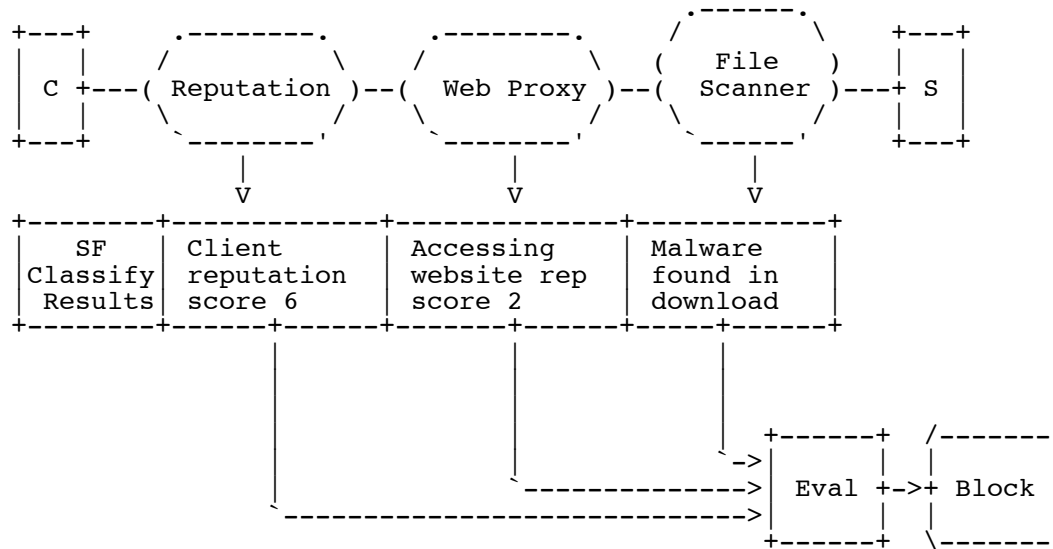 File
C Reputation Web Proxy Scanner S
SF Client Accessing Malware
Classify reputation website rep found in
Results score 6 score 2 download
Eval Block